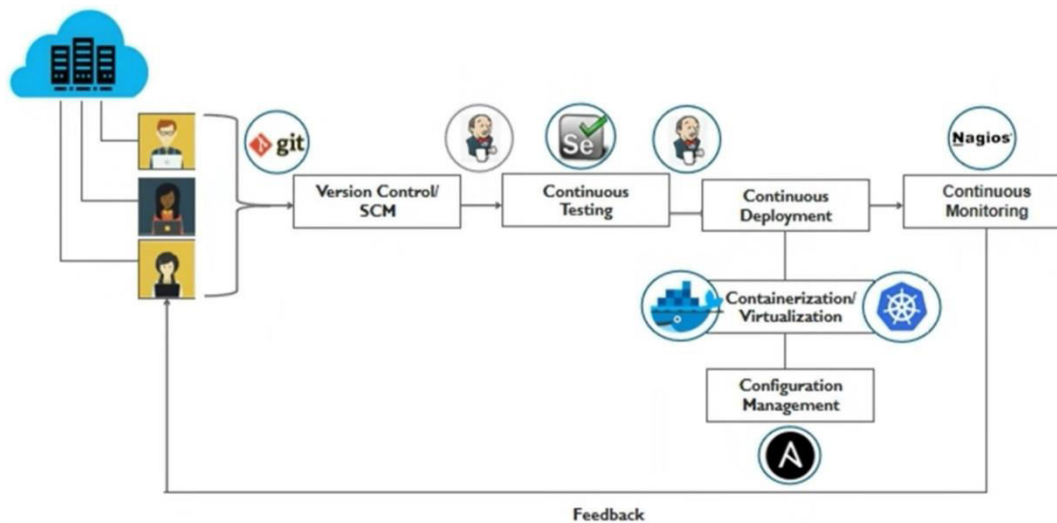 git
Version Control/
SCM
Se
Continuous
Testing
Continuous
Deployment
Nagios®
Continuous
Monitoring
Containerization/
Virtualization
Configuration
Management
A
Feedback